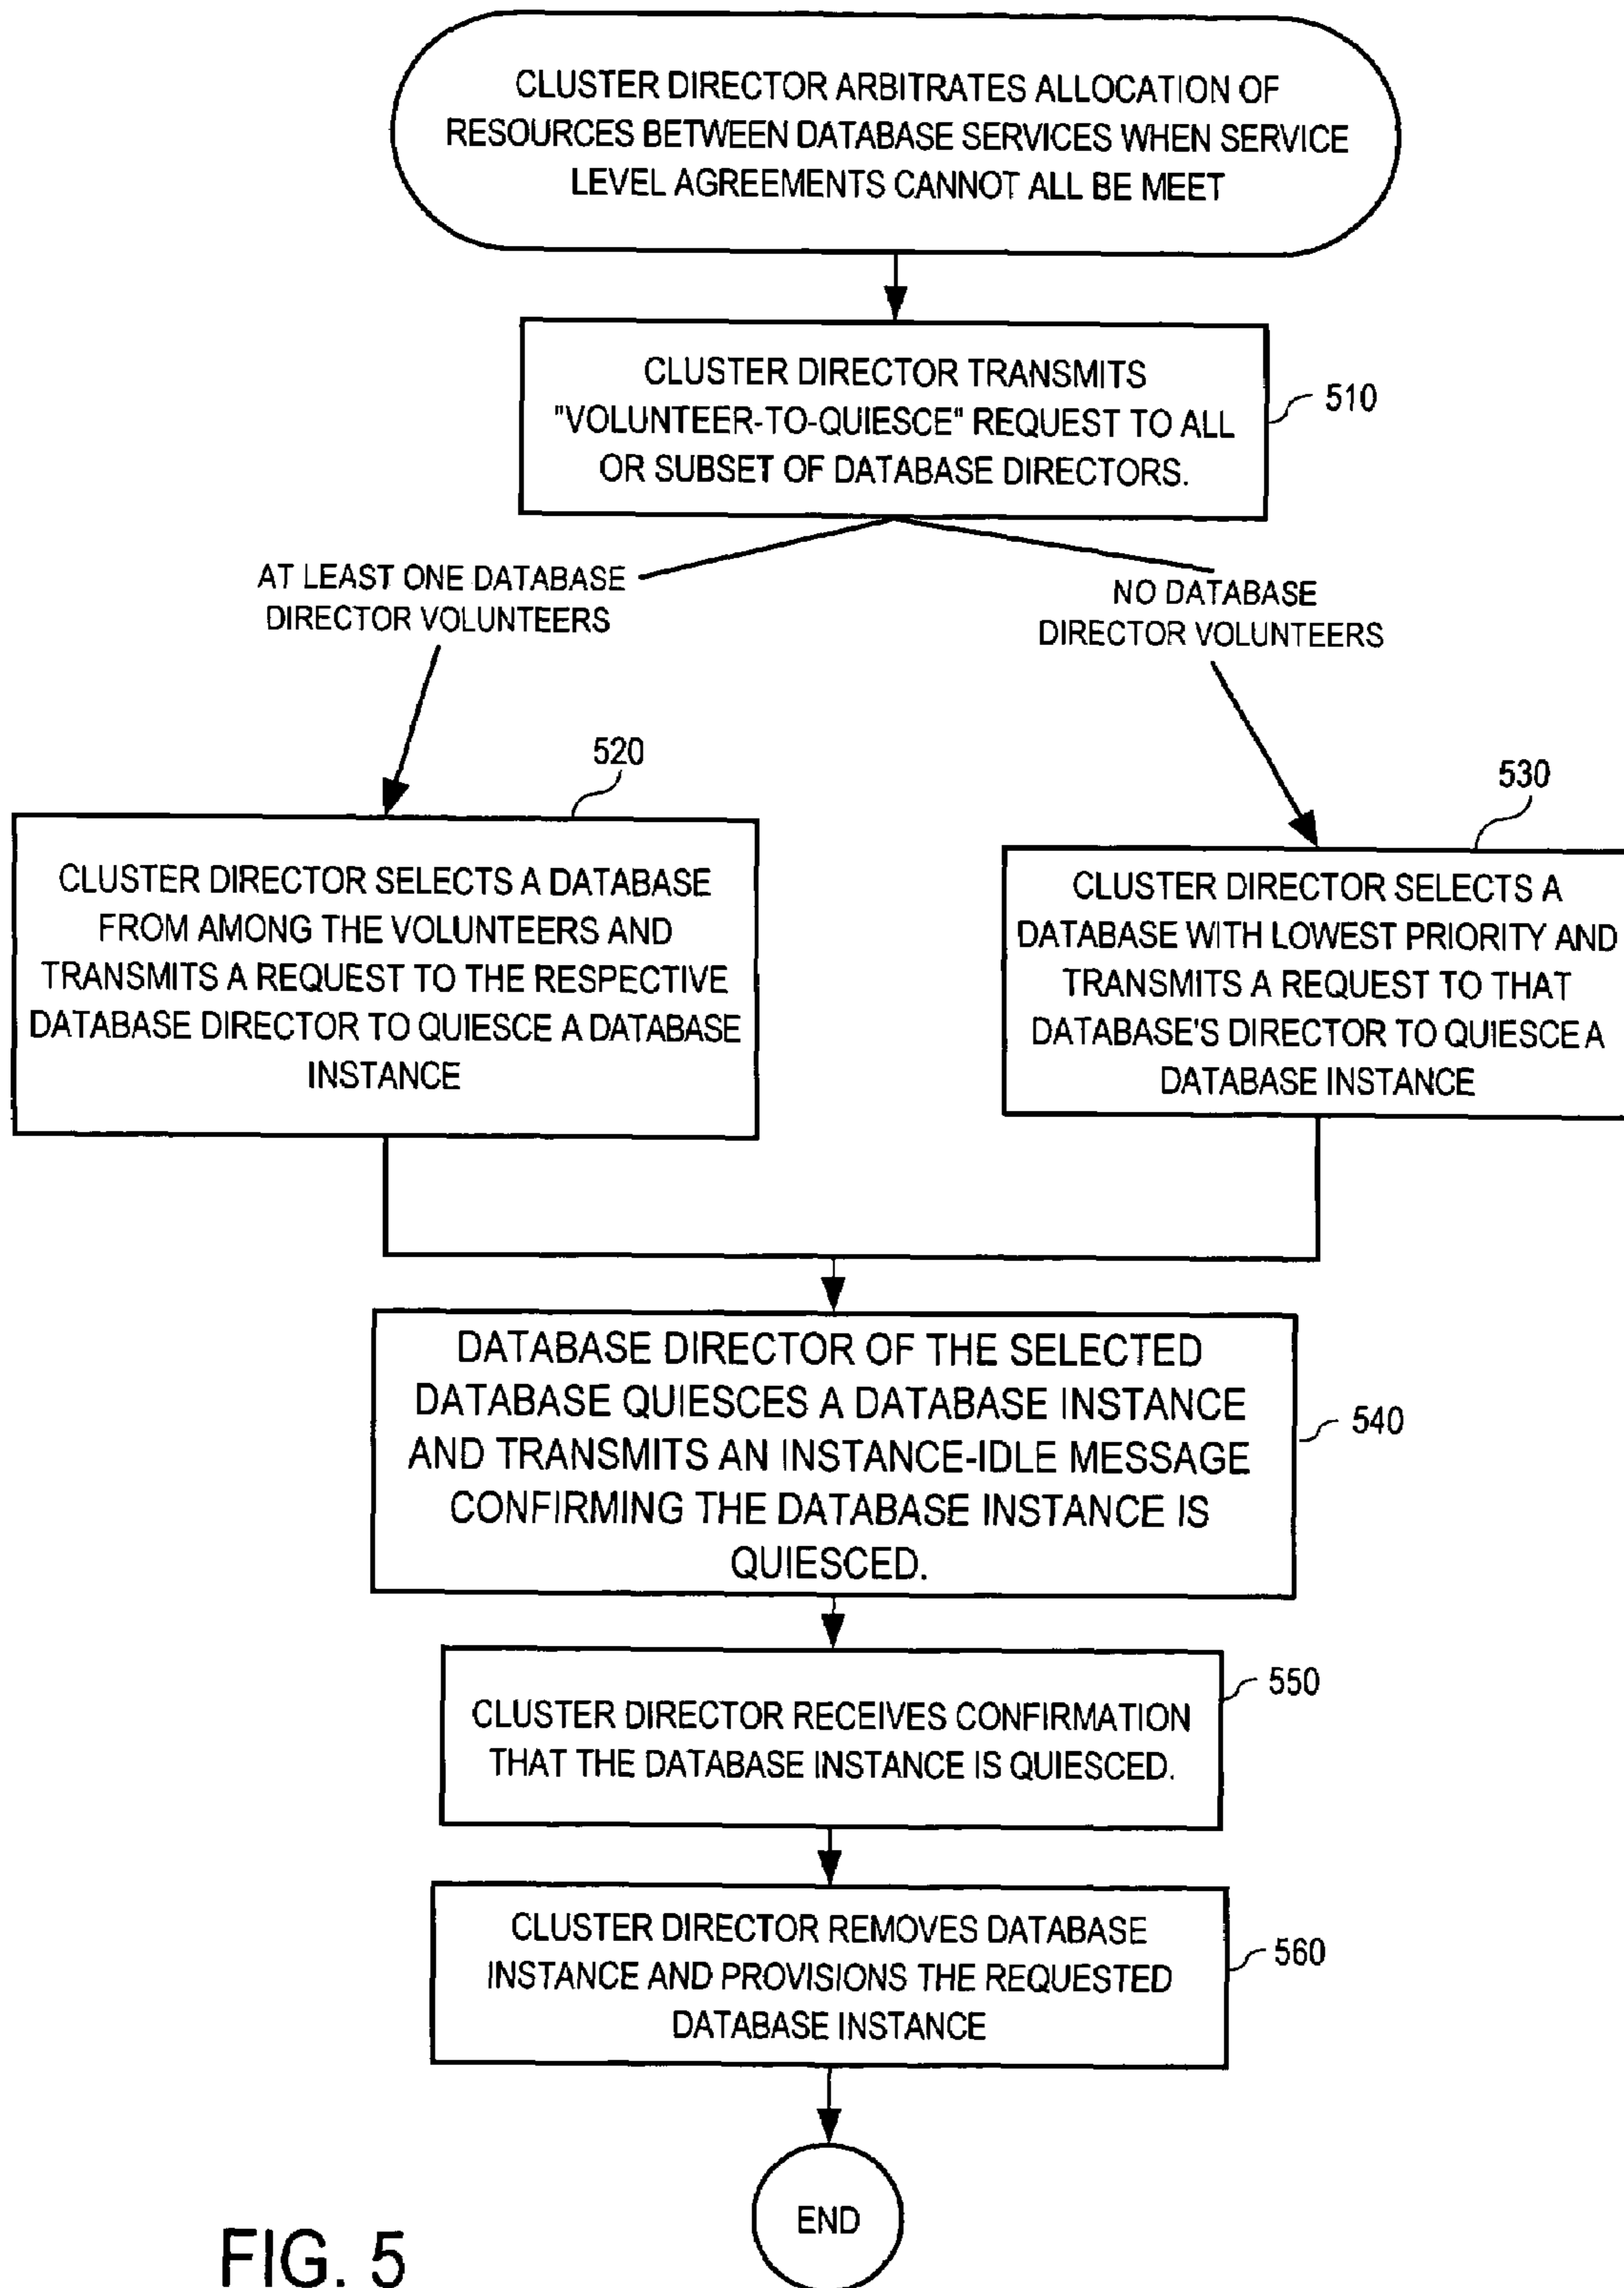 CLUSTER DIRECTOR ARBITRATES ALLOCATION OF
RESOURCES BETWEEN DATABASE SERVICES WHEN SERVICE
LEVEL AGREEMENTS CANNOT ALL BE MEET
CLUSTER DIRECTOR TRANSMITS
"VOLUNTEER-TO-QUIESCE" REQUEST TO ALL
OR SUBSET OF DATABASE DIRECTORS.
510
AT LEAST ONE DATABASE
DIRECTOR VOLUNTEERS
NO DATABASE
DIRECTOR VOLUNTEERS
520
CLUSTER DIRECTOR SELECTS A DATABASE
FROM AMONG THE VOLUNTEERS AND
TRANSMITS A REQUEST TO THE RESPECTIVE
DATABASE DIRECTOR TO QUIESCE A DATABASE
INSTANCE
530
CLUSTER DIRECTOR SELECTS A
DATABASE WITH LOWEST PRIORITY AND
TRANSMITS A REQUEST TO THAT
DATABASE'S DIRECTOR TO QUIESCE A
DATABASE INSTANCE
DATABASE DIRECTOR OF THE SELECTED
DATABASE QUIESCES A DATABASE INSTANCE
AND TRANSMITS AN INSTANCE-IDLE MESSAGE
CONFIRMING THE DATABASE INSTANCE IS
QUIESCED.
540
CLUSTER DIRECTOR RECEIVES CONFIRMATION
THAT THE DATABASE INSTANCE IS QUIESCED.
550
CLUSTER DIRECTOR REMOVES DATABASE
INSTANCE AND PROVISIONS THE REQUESTED
DATABASE INSTANCE
560
END
FIG. 5